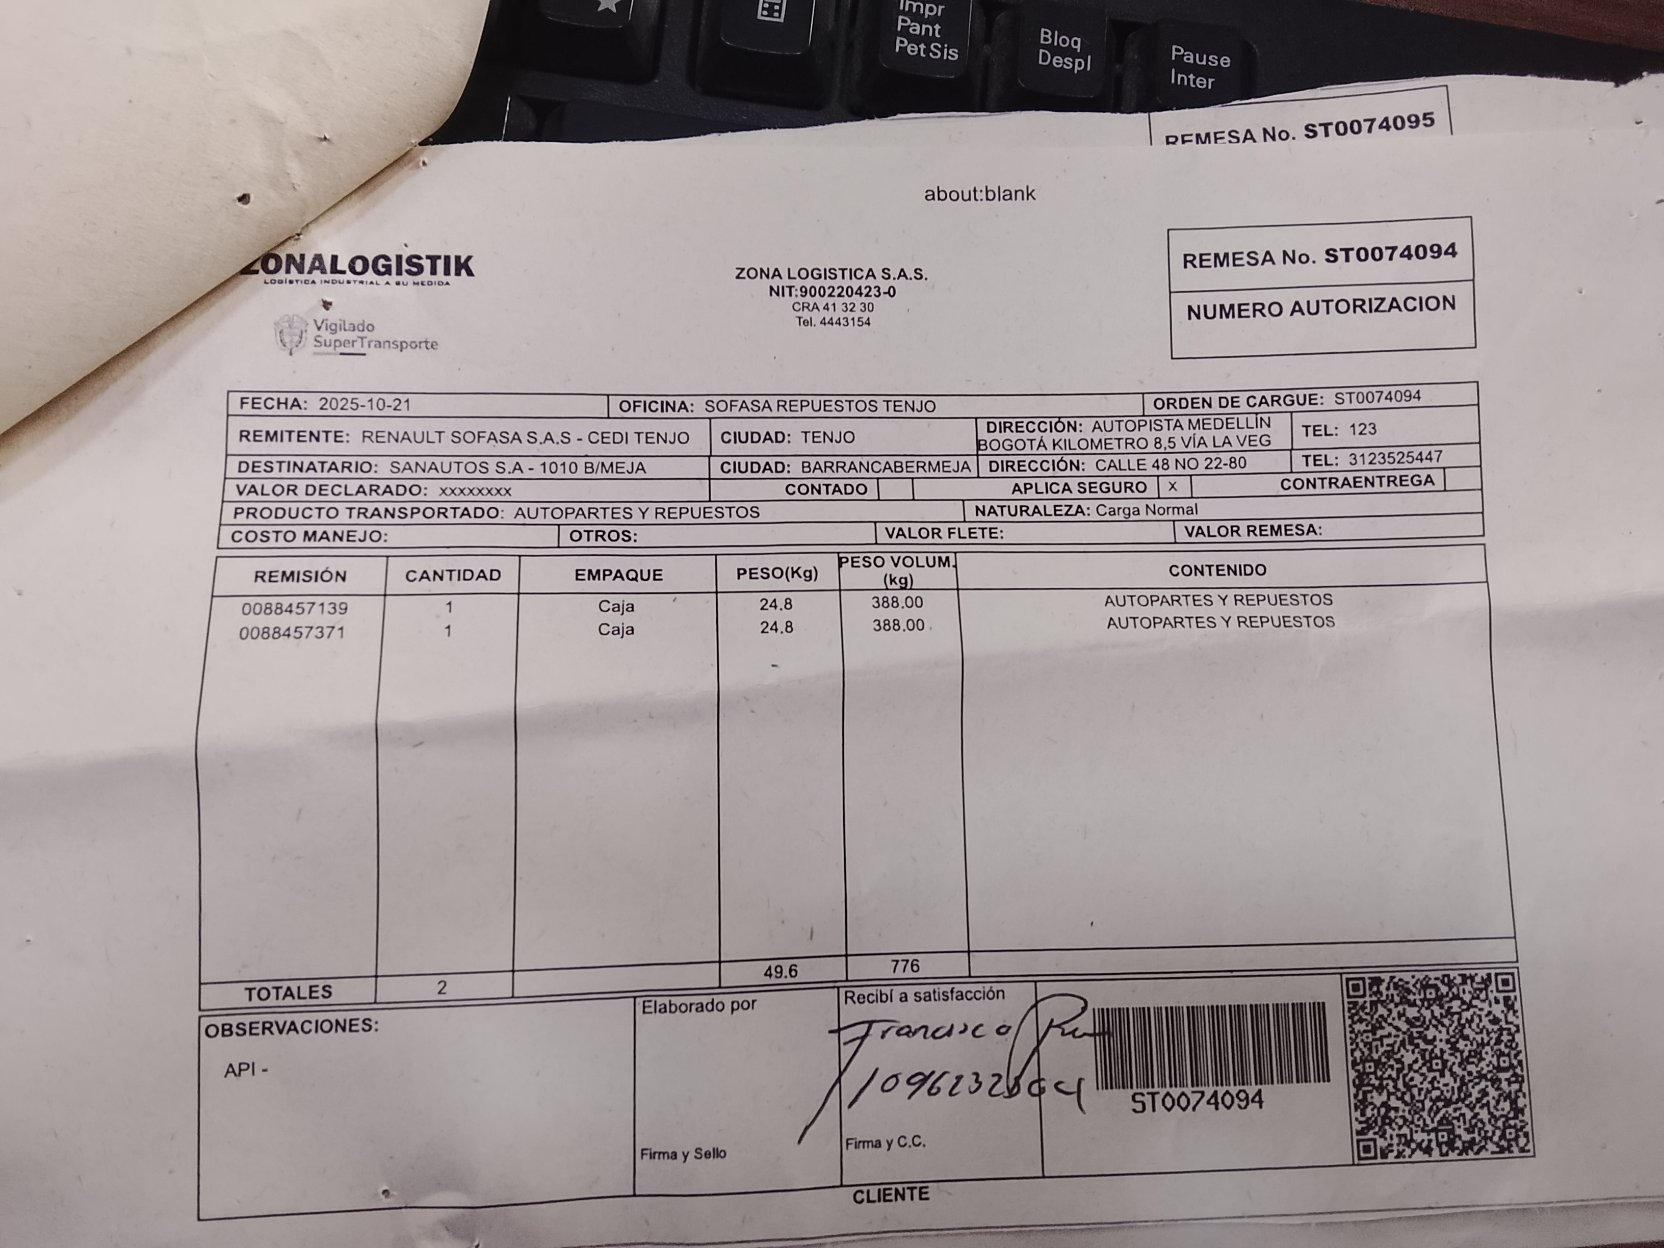 Impr
Pant
Pet Sis
Bloq
Despl
Pause
Inter
REMESA No. ST0074095
about:blank
ZONALOGISTIK
LOGÍSTICA INDUSTRIAL A SU MEDIDA
Vigilado
SuperTransporte
ZONA LOGISTICA S.A.S.
NIT:900220423-0
CRA 41 32 30
Tel. 4443154
REMESA No. ST0074094
NUMERO AUTORIZACION
FECHA: 2025-10-21 OFICINA: SOFASA REPUESTOS TENJO ORDEN DE CARGUE: ST0074094
REMITENTE: RENAULT SOFASA S.A.S - CEDI TENJO CIUDAD: TENJO DIRECCIÓN: AUTOPISTA MEDELLÍN BOGOTÁ KILOMETRO 8,5 VÍA LA VEG TEL: 123
DESTINATARIO: SANAUTOS S.A - 1010 B/MEJA CIUDAD: BARRANCABERMEJA DIRECCIÓN: CALLE 48 NO 22-80 TEL: 3123525447
VALOR DECLARADO: xxxxxxxx CONTADO APLICA SEGURO X CONTRAENTREGA
PRODUCTO TRANSPORTADO: AUTOPARTES Y REPUESTOS NATURALEZA: Carga Normal
COSTO MANEJO: OTROS: VALOR FLETE: VALOR REMESA:
REMISIÓN CANTIDAD EMPAQUE PESO(Kg) PESO VOLUM. (kg) CONTENIDO
0088457139 1 Caja 24.8 388.00 AUTOPARTES Y REPUESTOS
0088457371 1 Caja 24.8 388.00 AUTOPARTES Y REPUESTOS
TOTALES 2 49.6 776
OBSERVACIONES:
API -
Elaborado por
Firma y Sello
Recibí a satisfacción
Francisco
Firma y C.C.
ST0074094
CLIENTE